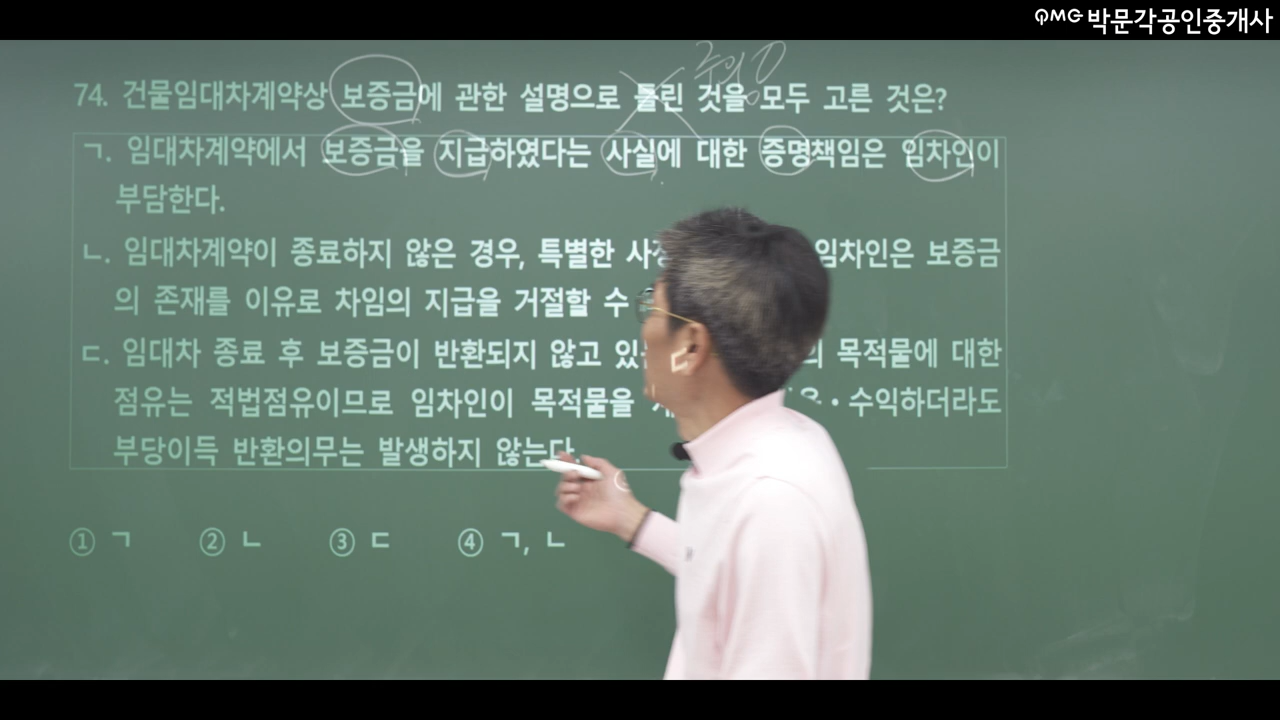 QMG 박문각공인중개사
74. 건물임대차계약상 보증금에 관한 설명으로 틀린 것을 모두 고른 것은?
ㄱ. 임대차계약에서 보증금을 지급하였다는 사실에 대한 증명책임은 임차인이
부담한다.
ㄴ. 임대차계약이 종료하지 않은 경우, 특별한 임차인은 보증금
의 존재를 이유로 차임의 지급을 거절할 수
ㄷ. 임대차 종료 후 보증금이 반환되지 않고 목적물에 대한
점유는 적법점유이므로 임차인이 목적물을 수익하더라도
부당이득 반환의무는 발생하지 않는다.
① ㄱ ② ㄴ ③ ㄷ ④ ㄱ, ㄴ